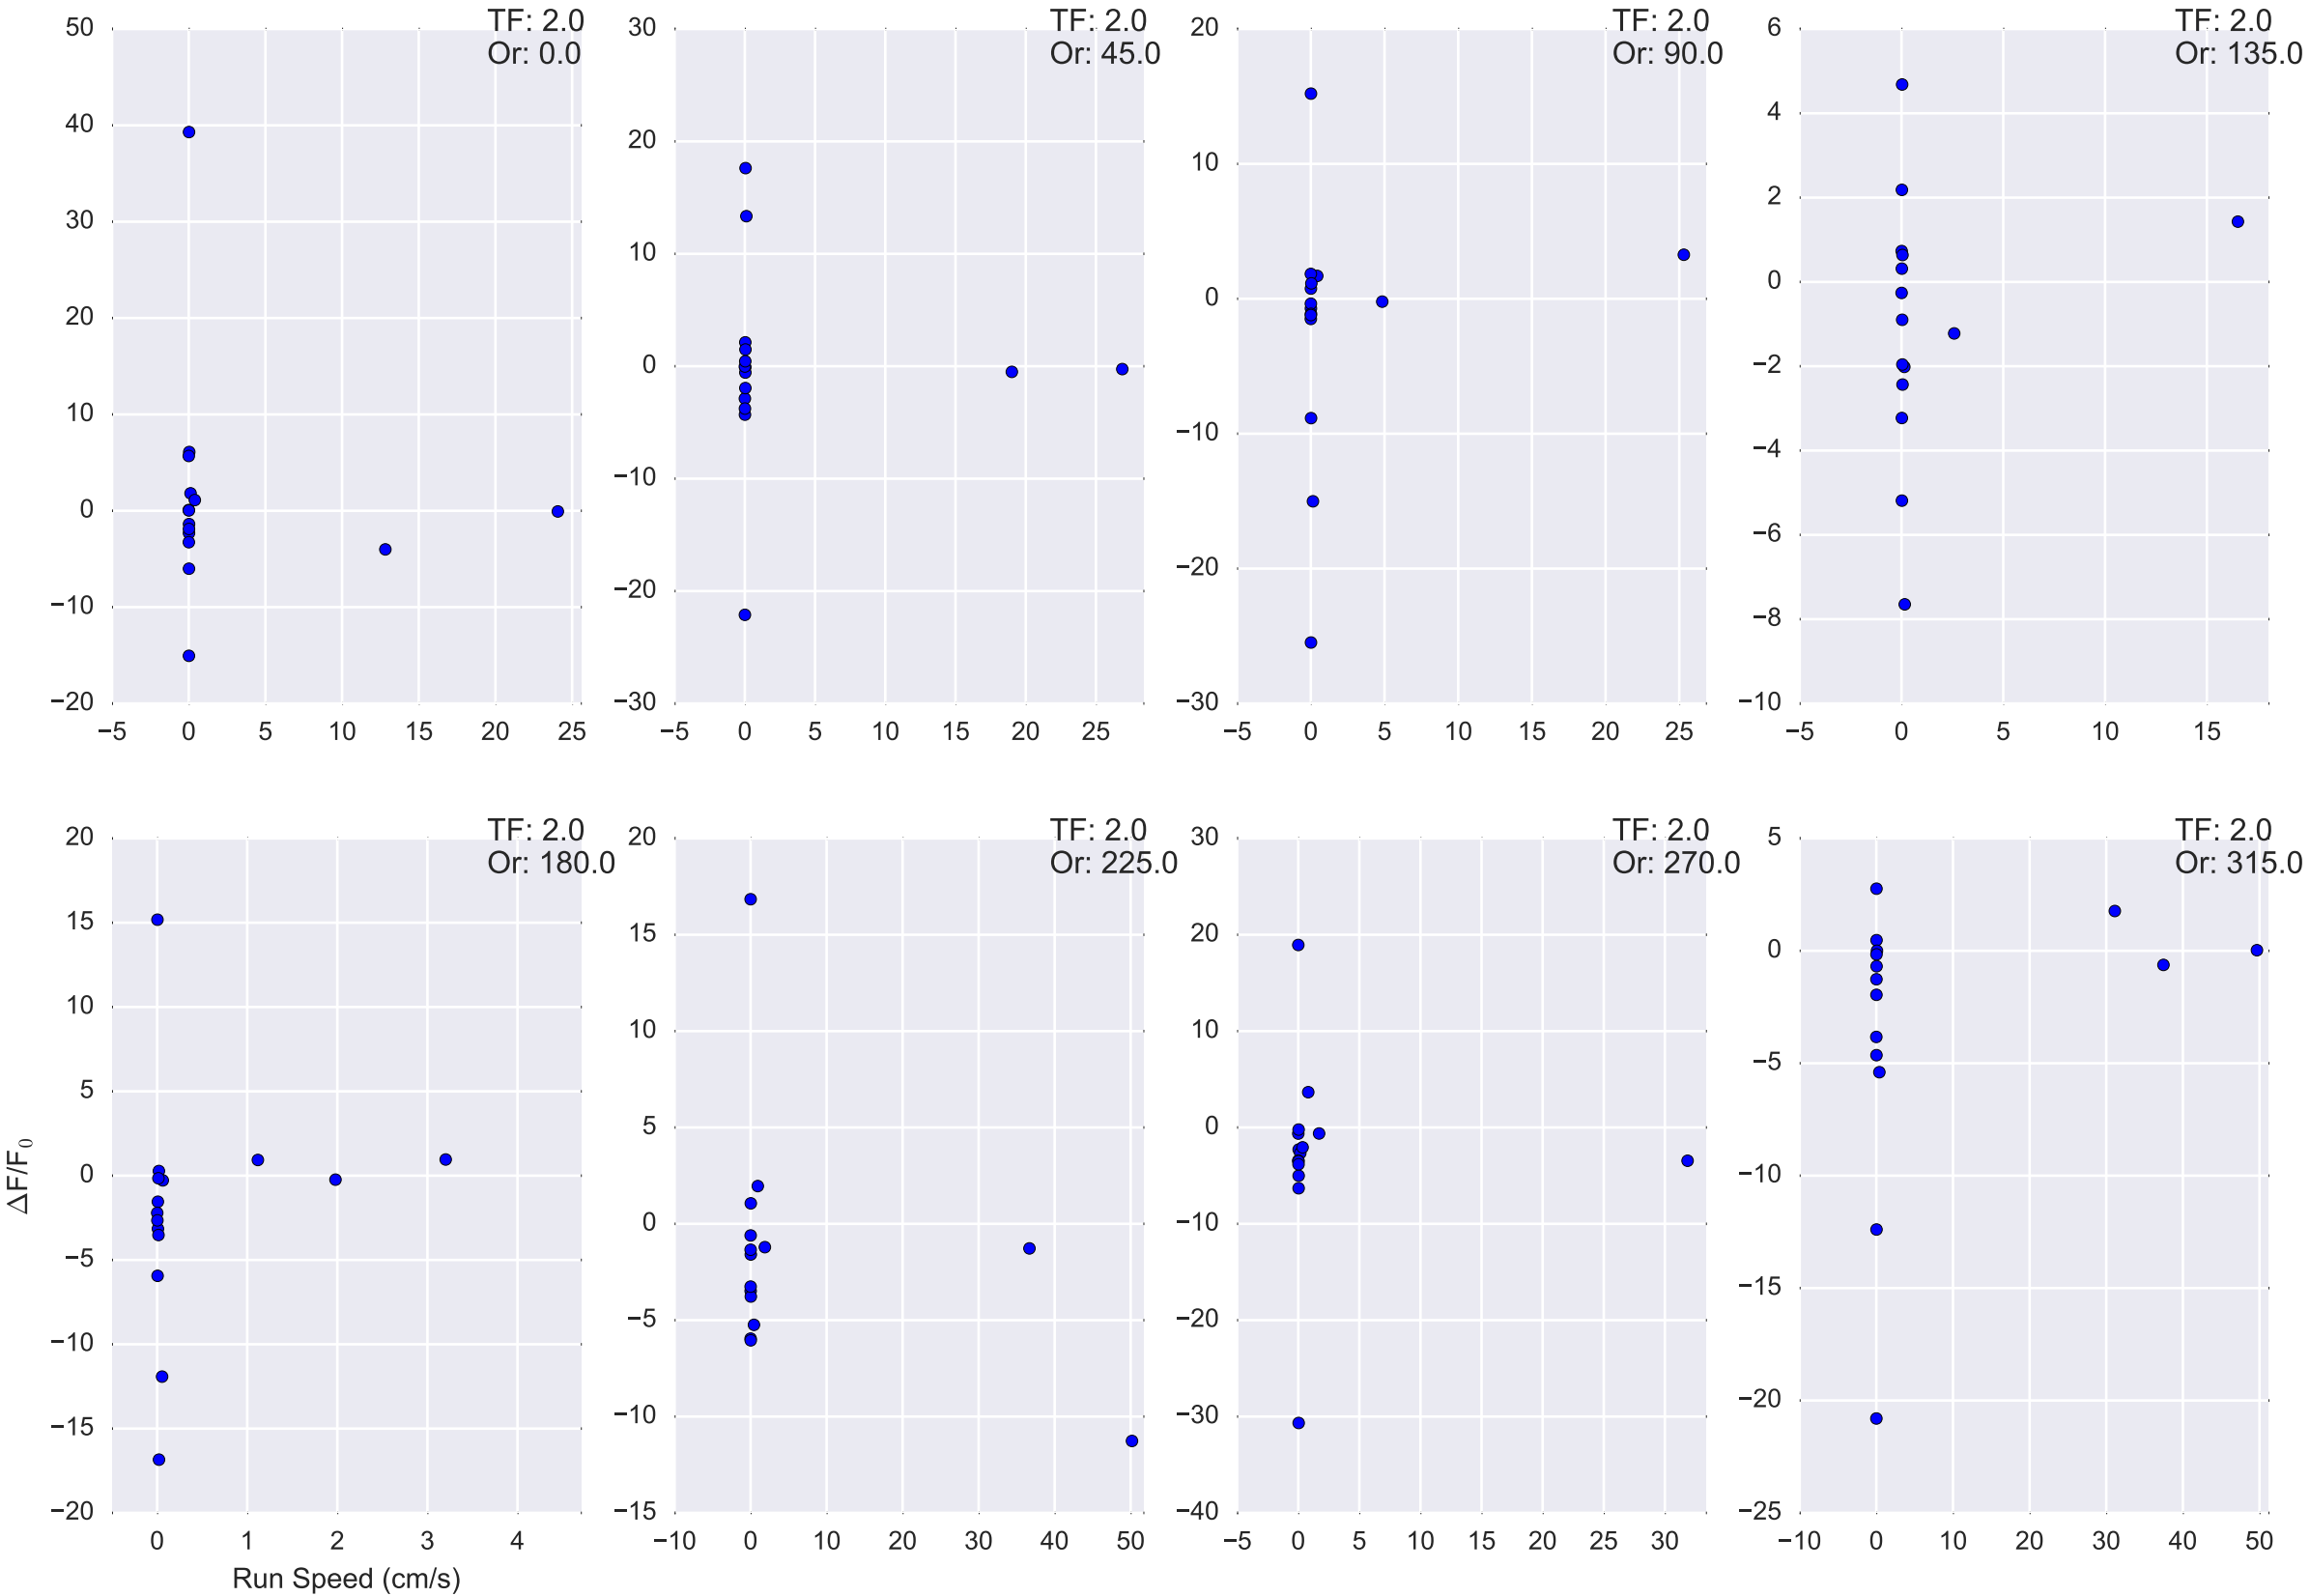 TF: 2.0
Or: 0.0
50
40
30
20
10
0
−10
−20
−5 0 5 10 15 20 25
TF: 2.0
Or: 45.0
30
20
10
0
−10
−20
−30
−5 0 5 10 15 20 25
TF: 2.0
Or: 90.0
20
10
0
−10
−20
−30
−5 0 5 10 15 20 25
TF: 2.0
Or: 135.0
6
4
2
0
−2
−4
−6
−8
−10
−5 0 5 10 15
TF: 2.0
Or: 180.0
20
15
10
5
0
−5
−10
−15
−20
0 1 2 3 4
ΔF/F₀
Run Speed (cm/s)
TF: 2.0
Or: 225.0
20
15
10
5
0
−5
−10
−15
−10 0 10 20 30 40 50
TF: 2.0
Or: 270.0
30
20
10
0
−10
−20
−30
−40
−5 0 5 10 15 20 25 30
TF: 2.0
Or: 315.0
5
0
−5
−10
−15
−20
−25
−10 0 10 20 30 40 50